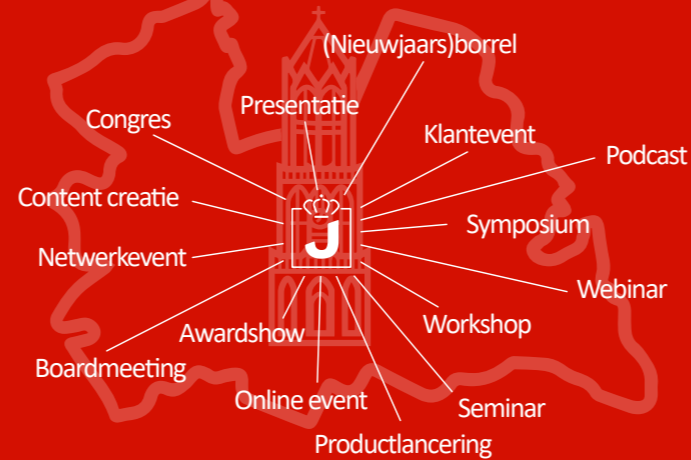 (Nieuwjaars)borrel
Presentatie
Congres
Klantevent
Podcast
Content creatie
Symposium
J
Netwerkevent
Webinar
Awardshow
Workshop
Boardmeeting
Online event
Seminar
Productlancering